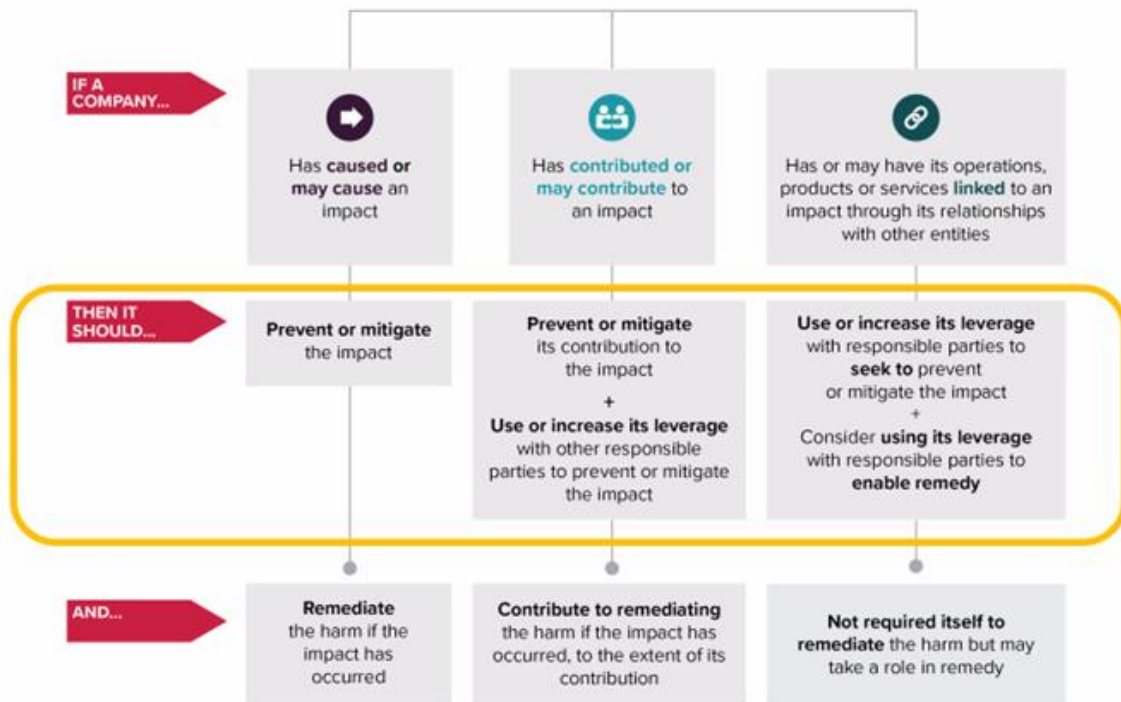 IF A
COMPANY...
Has caused or
may cause an
impact
Has contributed or
may contribute to
an impact
Has or may have its operations,
products or services linked to an
impact through its relationships
with other entities
THEN IT
SHOULD...
Prevent or mitigate
the impact
Prevent or mitigate
its contribution to
the impact
+
Use or increase its leverage
with other responsible
parties to prevent or mitigate
the impact
Use or increase its leverage
with responsible parties to
seek to prevent
or mitigate the impact
+
Consider using its leverage
with responsible parties to
enable remedy
AND...
Remediate
the harm if the
impact has
occurred
Contribute to remediating
the harm if the impact has
occurred, to the extent of its
contribution
Not required itself to
remediate the harm but may
take a role in remedy